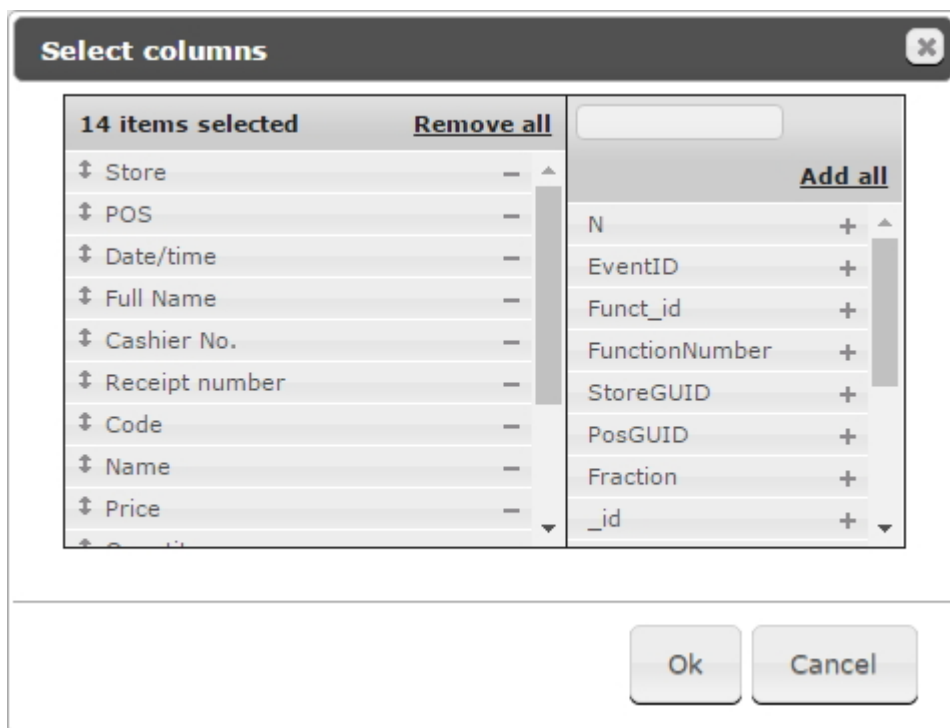 Select columns
14 items selected Remove all
Store
POS
Date/time
Full Name
Cashier No.
Receipt number
Code
Name
Price
Add all
N
EventID
Funct_id
FunctionNumber
StoreGUID
PosGUID
Fraction
_id
Ok Cancel